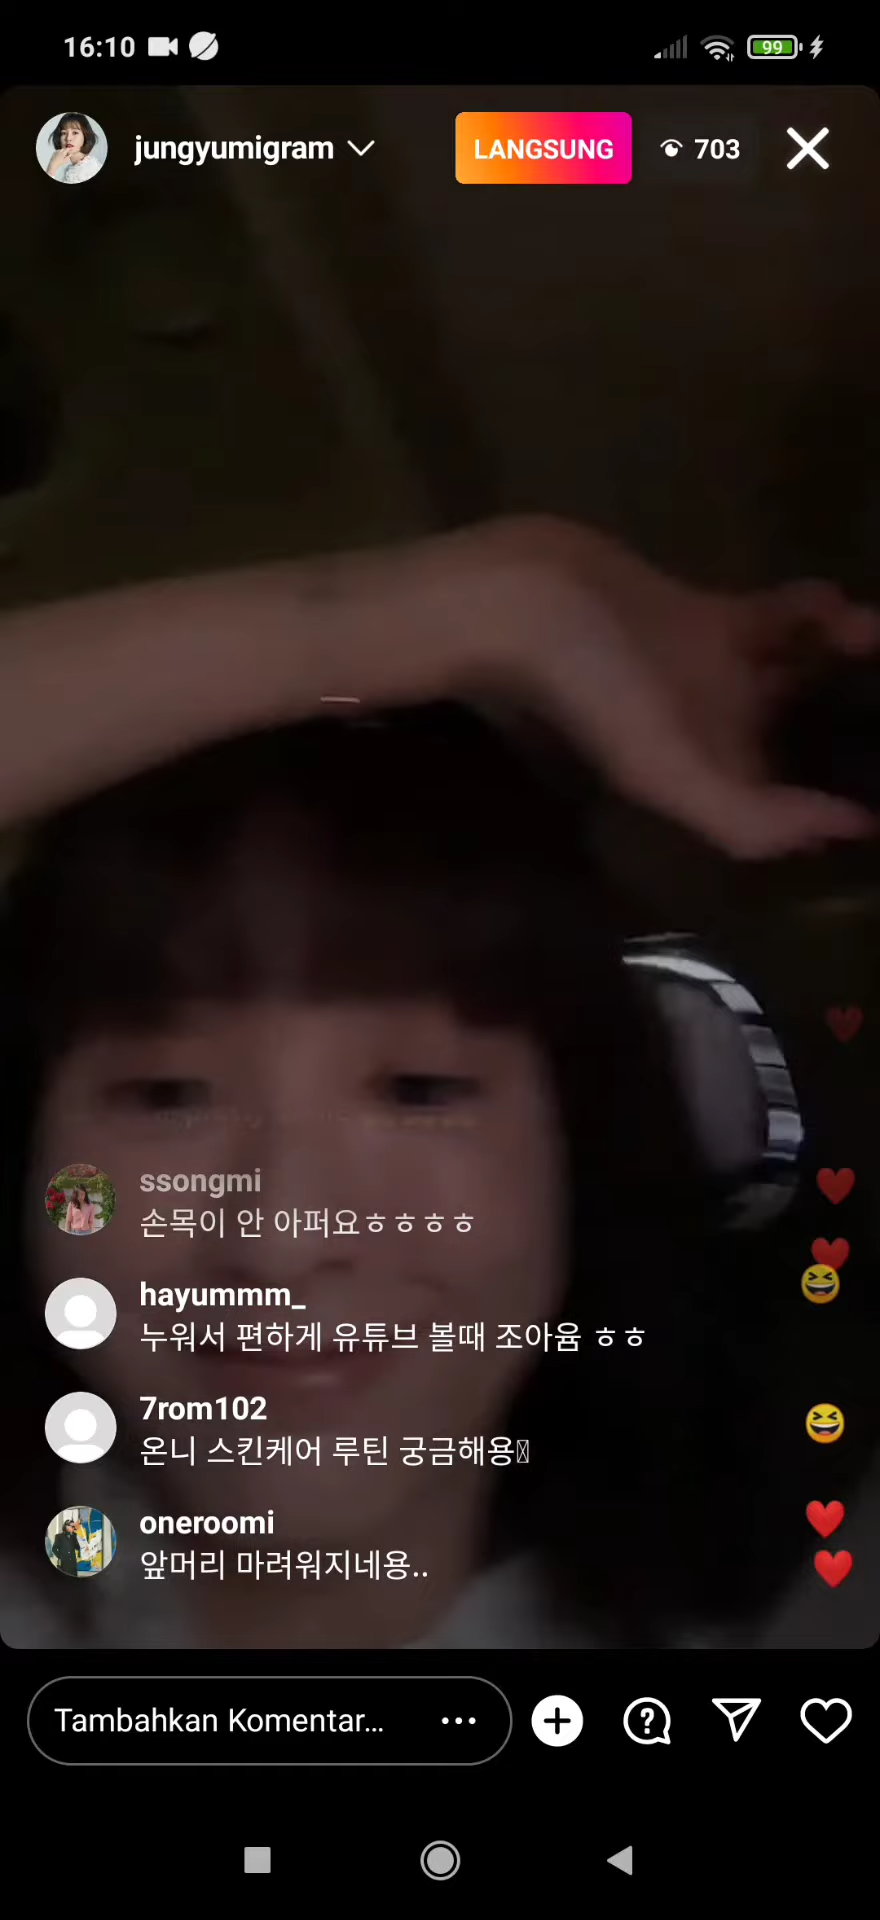 16:10
99
jungyumigram
LANGSUNG
703
ssongmi
손목이 안 아퍼요ㅎㅎㅎㅎ
hayummm_
누워서 편하게 유튜브 볼때 조아윱 ㅎㅎ
7rom102
온니 스킨케어 루틴 궁금해용
oneroomi
앞머리 마려워지네용..
Tambahkan Komentar...